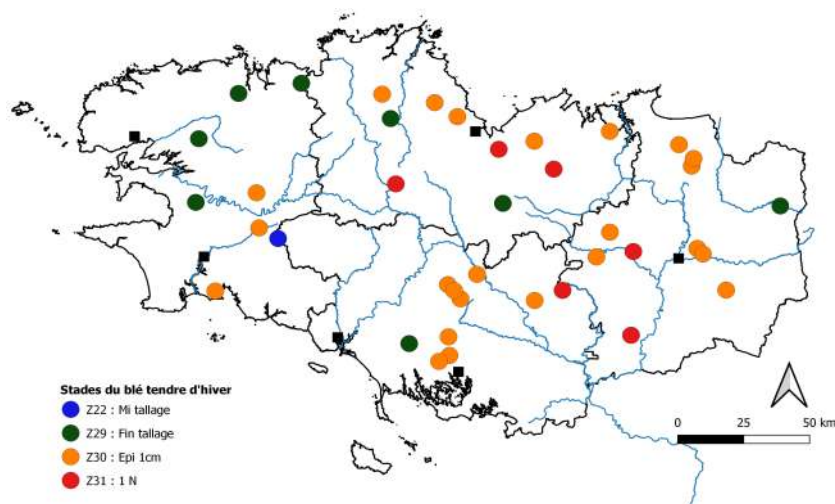 Stades du blé tendre d'hiver
Z22 : Mi tallage
Z29 : Fin tallage
Z30 : Epi 1cm
Z31 : 1 N
0 25 50 km